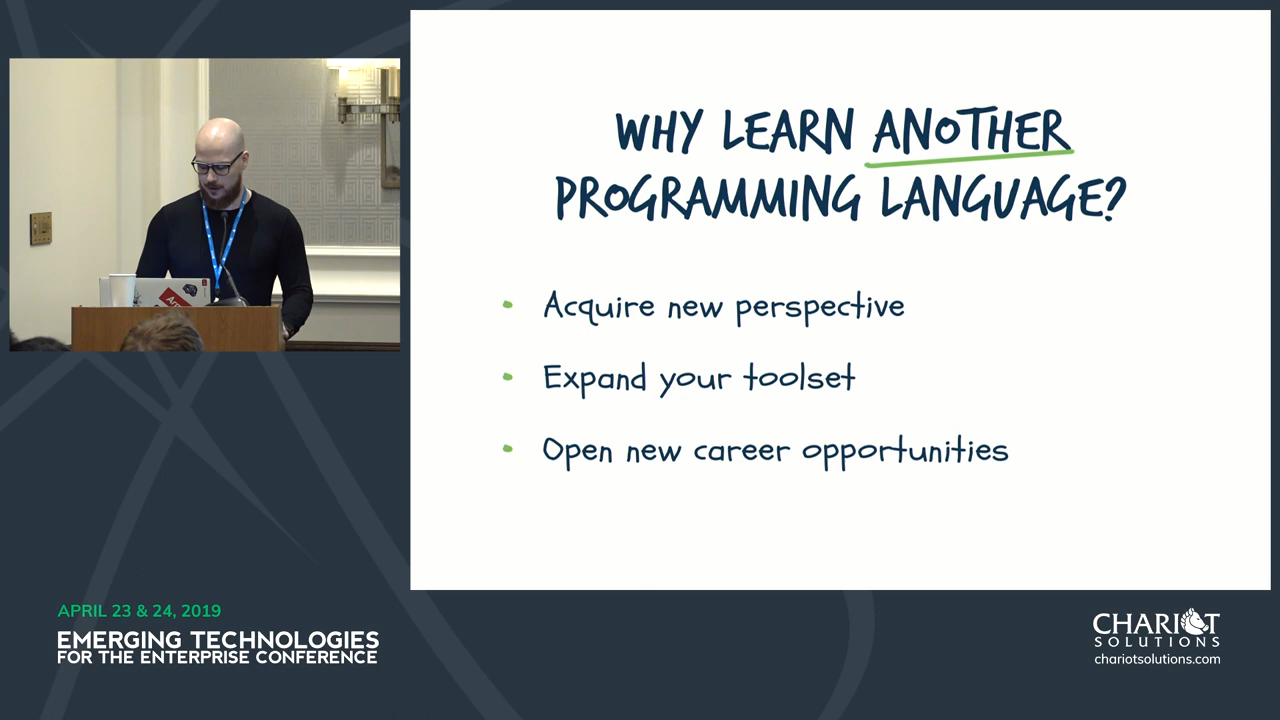 WHY LEARN ANOTHER
PROGRAMMING LANGUAGE?
• Acquire new perspective
• Expand your toolset
• Open new career opportunities
APRIL 23 & 24, 2019
EMERGING TECHNOLOGIES
FOR THE ENTERPRISE CONFERENCE
CHARIOT
SOLUTIONS
chariotsolutions.com